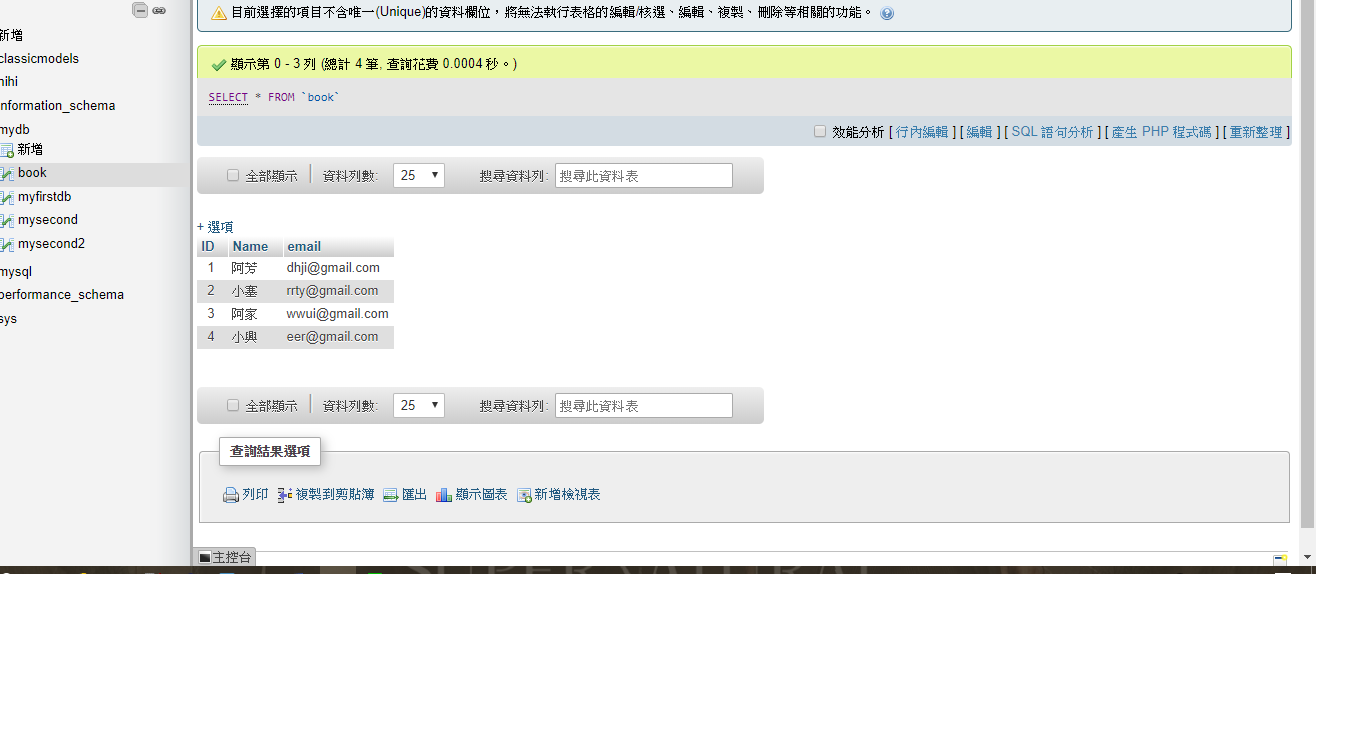 目前選擇的項目不含唯一(Unique)的資料欄位，將無法執行表格的編輯/核選、編輯、複製、刪除等相關的功能。
新增
classicmodels
hihi
information_schema
mydb
新增
book
myfirstdb
mysecond
mysecond2
mysql
performance_schema
sys
顯示第 0 - 3 列 (總計 4 筆, 查詢花費 0.0004 秒。)
SELECT * FROM `book`
效能分析 [ 行內編輯 ] [ 編輯 ] [ SQL 語句分析 ] [ 產生 PHP 程式碼 ] [ 重新整理 ]
全部顯示 資料列數: 25 搜尋資料列: 搜尋此資料表
+ 選項
ID Name email
1 阿芳 dhji@gmail.com
2 小塞 rrty@gmail.com
3 阿家 wwui@gmail.com
4 小興 eer@gmail.com
全部顯示 資料列數: 25 搜尋資料列: 搜尋此資料表
查詢結果選項
列印 複製到剪貼簿 匯出 顯示圖表 新增檢視表
主控台
SUPERNATURAL